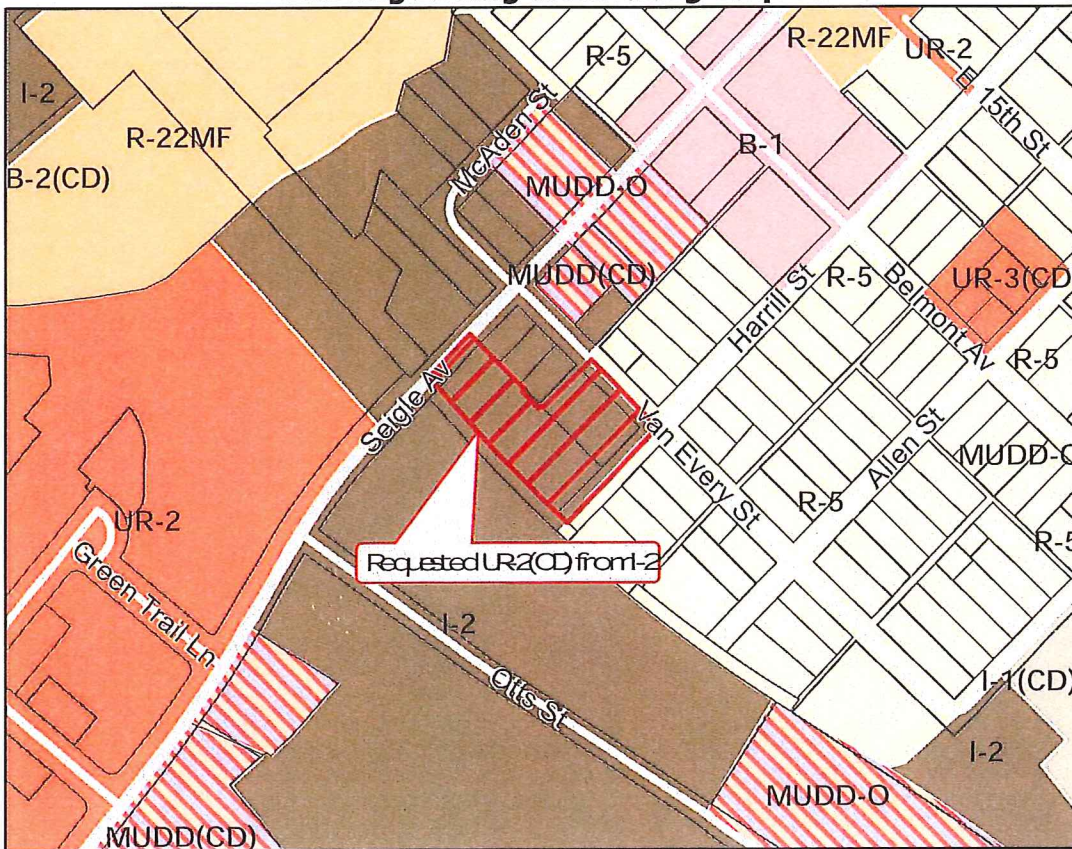 R-5
R-22MF
UR-2
I-2
E 15th St
R-22MF
McAden St
B-1
B-2(CD)
MUDD-O
MUDD(CD)
R-5
Belmont Av
UR-3(CD
Harrill St
R-5
Seigle Av
Van Every St
Allen St
MUDD-O
R-5
UR-2
R-5
Requested UR-2(CD) from I-2
Green Trail Ln
I-2
Otts St
I-1(CD)
I-2
MUDD-O
MUDD(CD)